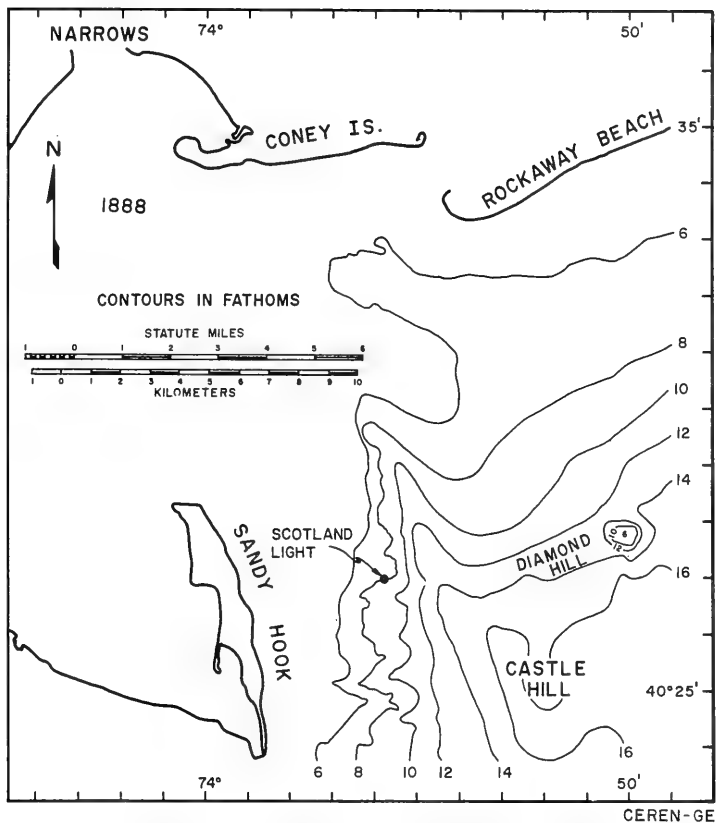 74° 50'
NARROWS
CONEY IS.
ROCKAWAY BEACH
35'
N
1888
6
CONTOURS IN FATHOMS
STATUTE MILES
1 0 1 2 3 4 5 6
1 0 1 2 3 4 5 6 7 8 9 10
KILOMETERS
8
10
12
14
SCOTLAND
LIGHT
SANDY
HOOK
10 6
12
DIAMOND
HILL
16
CASTLE
HILL
40°25'
16
6 8 10 12 14
74° 50'
CEREN-GE